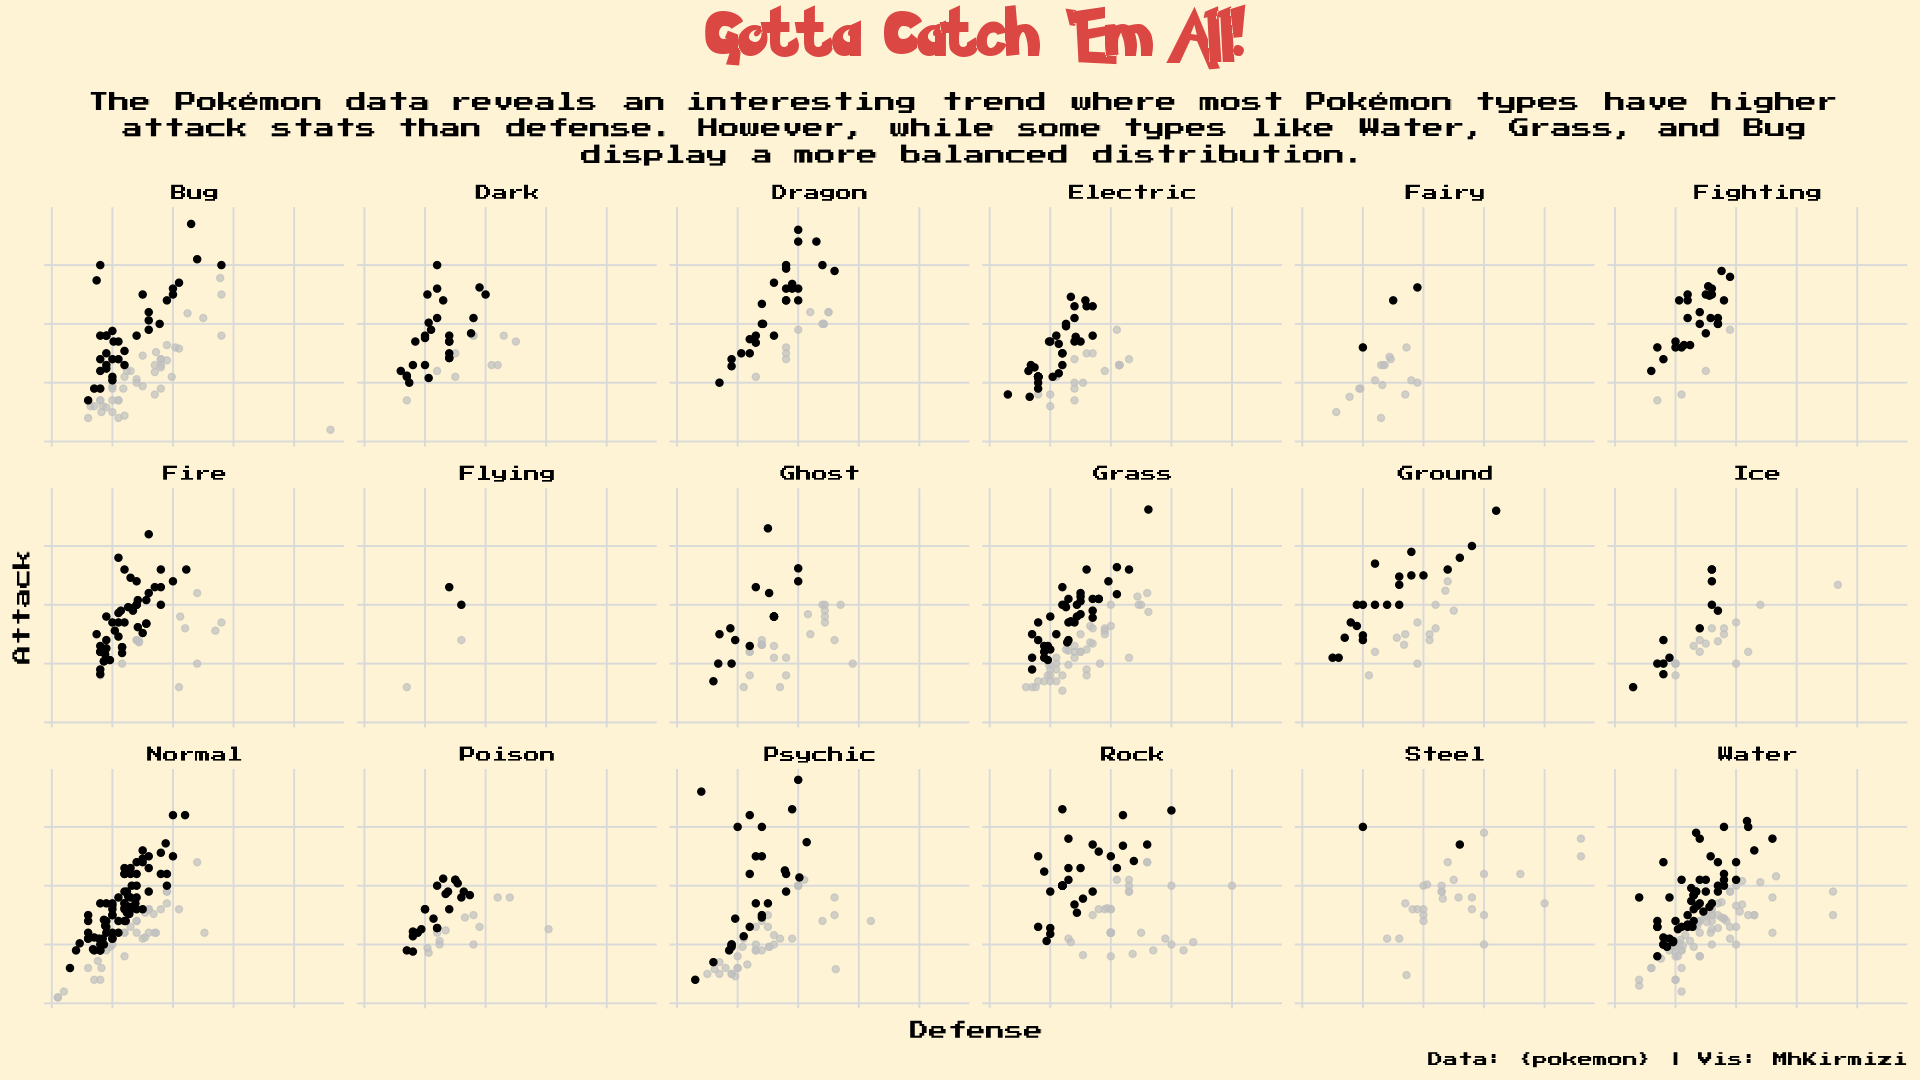 Gotta Catch 'Em All!
The Pokémon data reveals an interesting trend where most Pokémon types have higher
attack stats than defense. However, while some types like Water, Grass, and Bug
display a more balanced distribution.
Bug
Dark
Dragon
Electric
Fairy
Fighting
Fire
Flying
Ghost
Grass
Ground
Ice
Attack
Normal
Poison
Psychic
Rock
Steel
Water
Defense
Data: {pokemon} | Vis: MhKirmizi